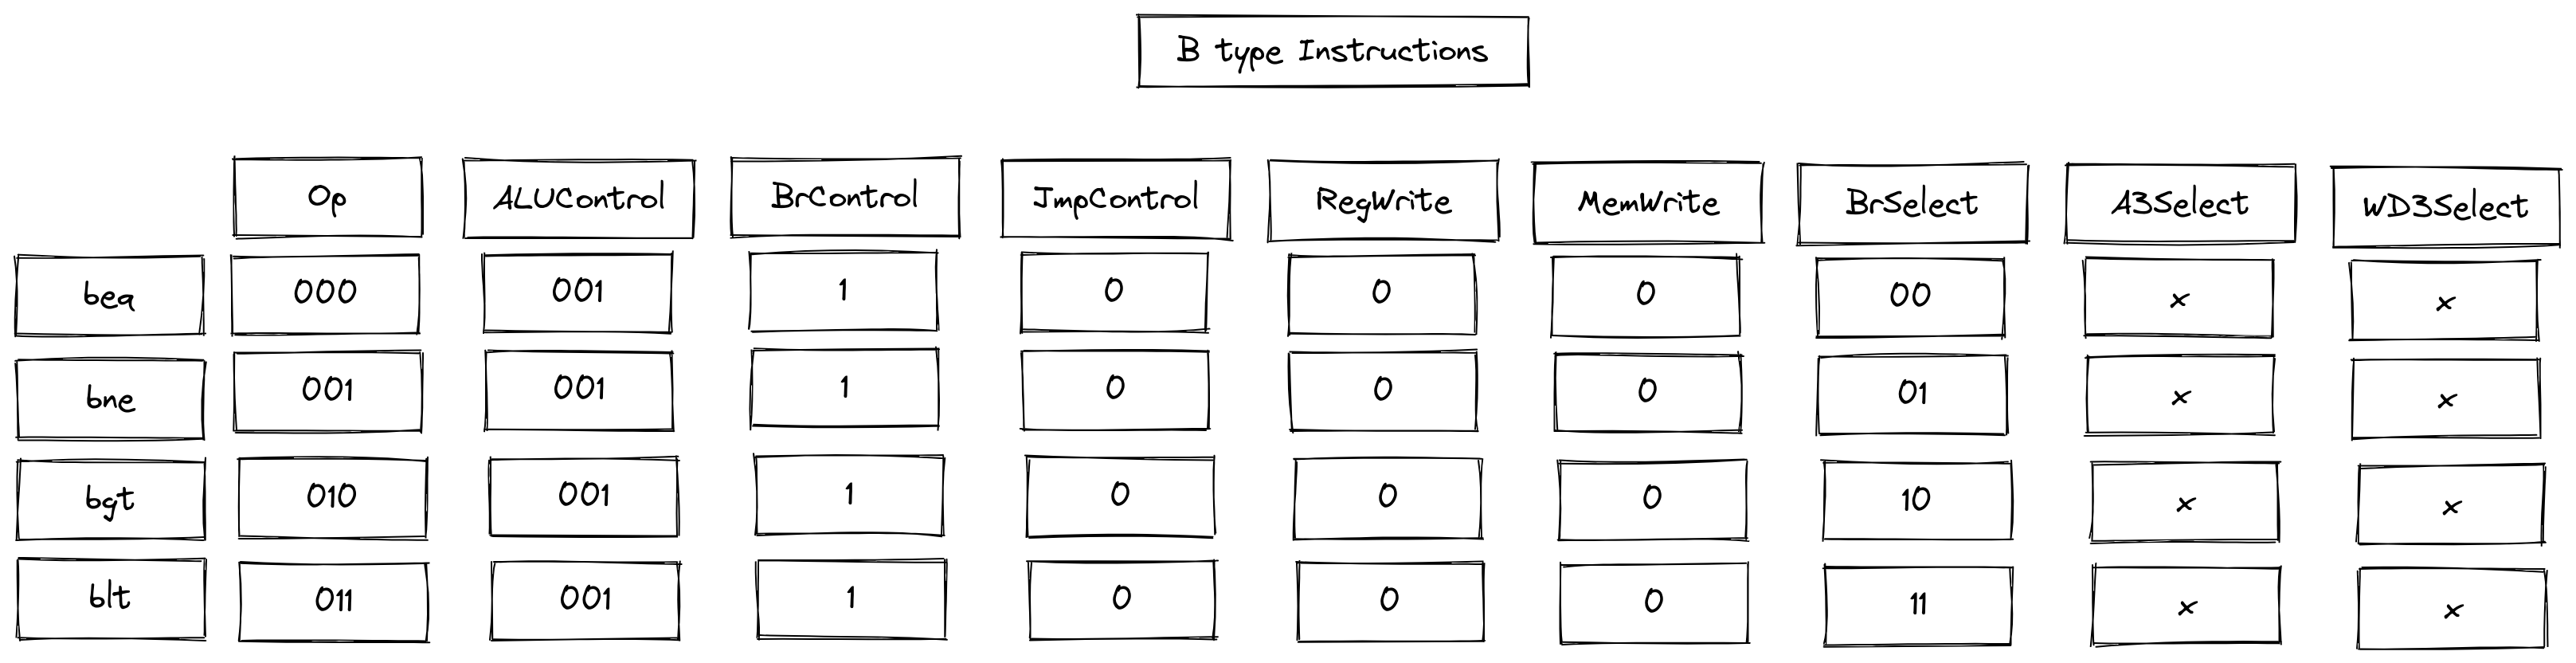 B type Instructions
Op ALUControl BrControl JmpControl RegWrite MemWrite BrSelect A3Select WD3Select
bea 000 001 1 0 0 0 00 x x
bne 001 001 1 0 0 0 01 x x
bgt 010 001 1 0 0 0 10 x x
blt 011 001 1 0 0 0 11 x x